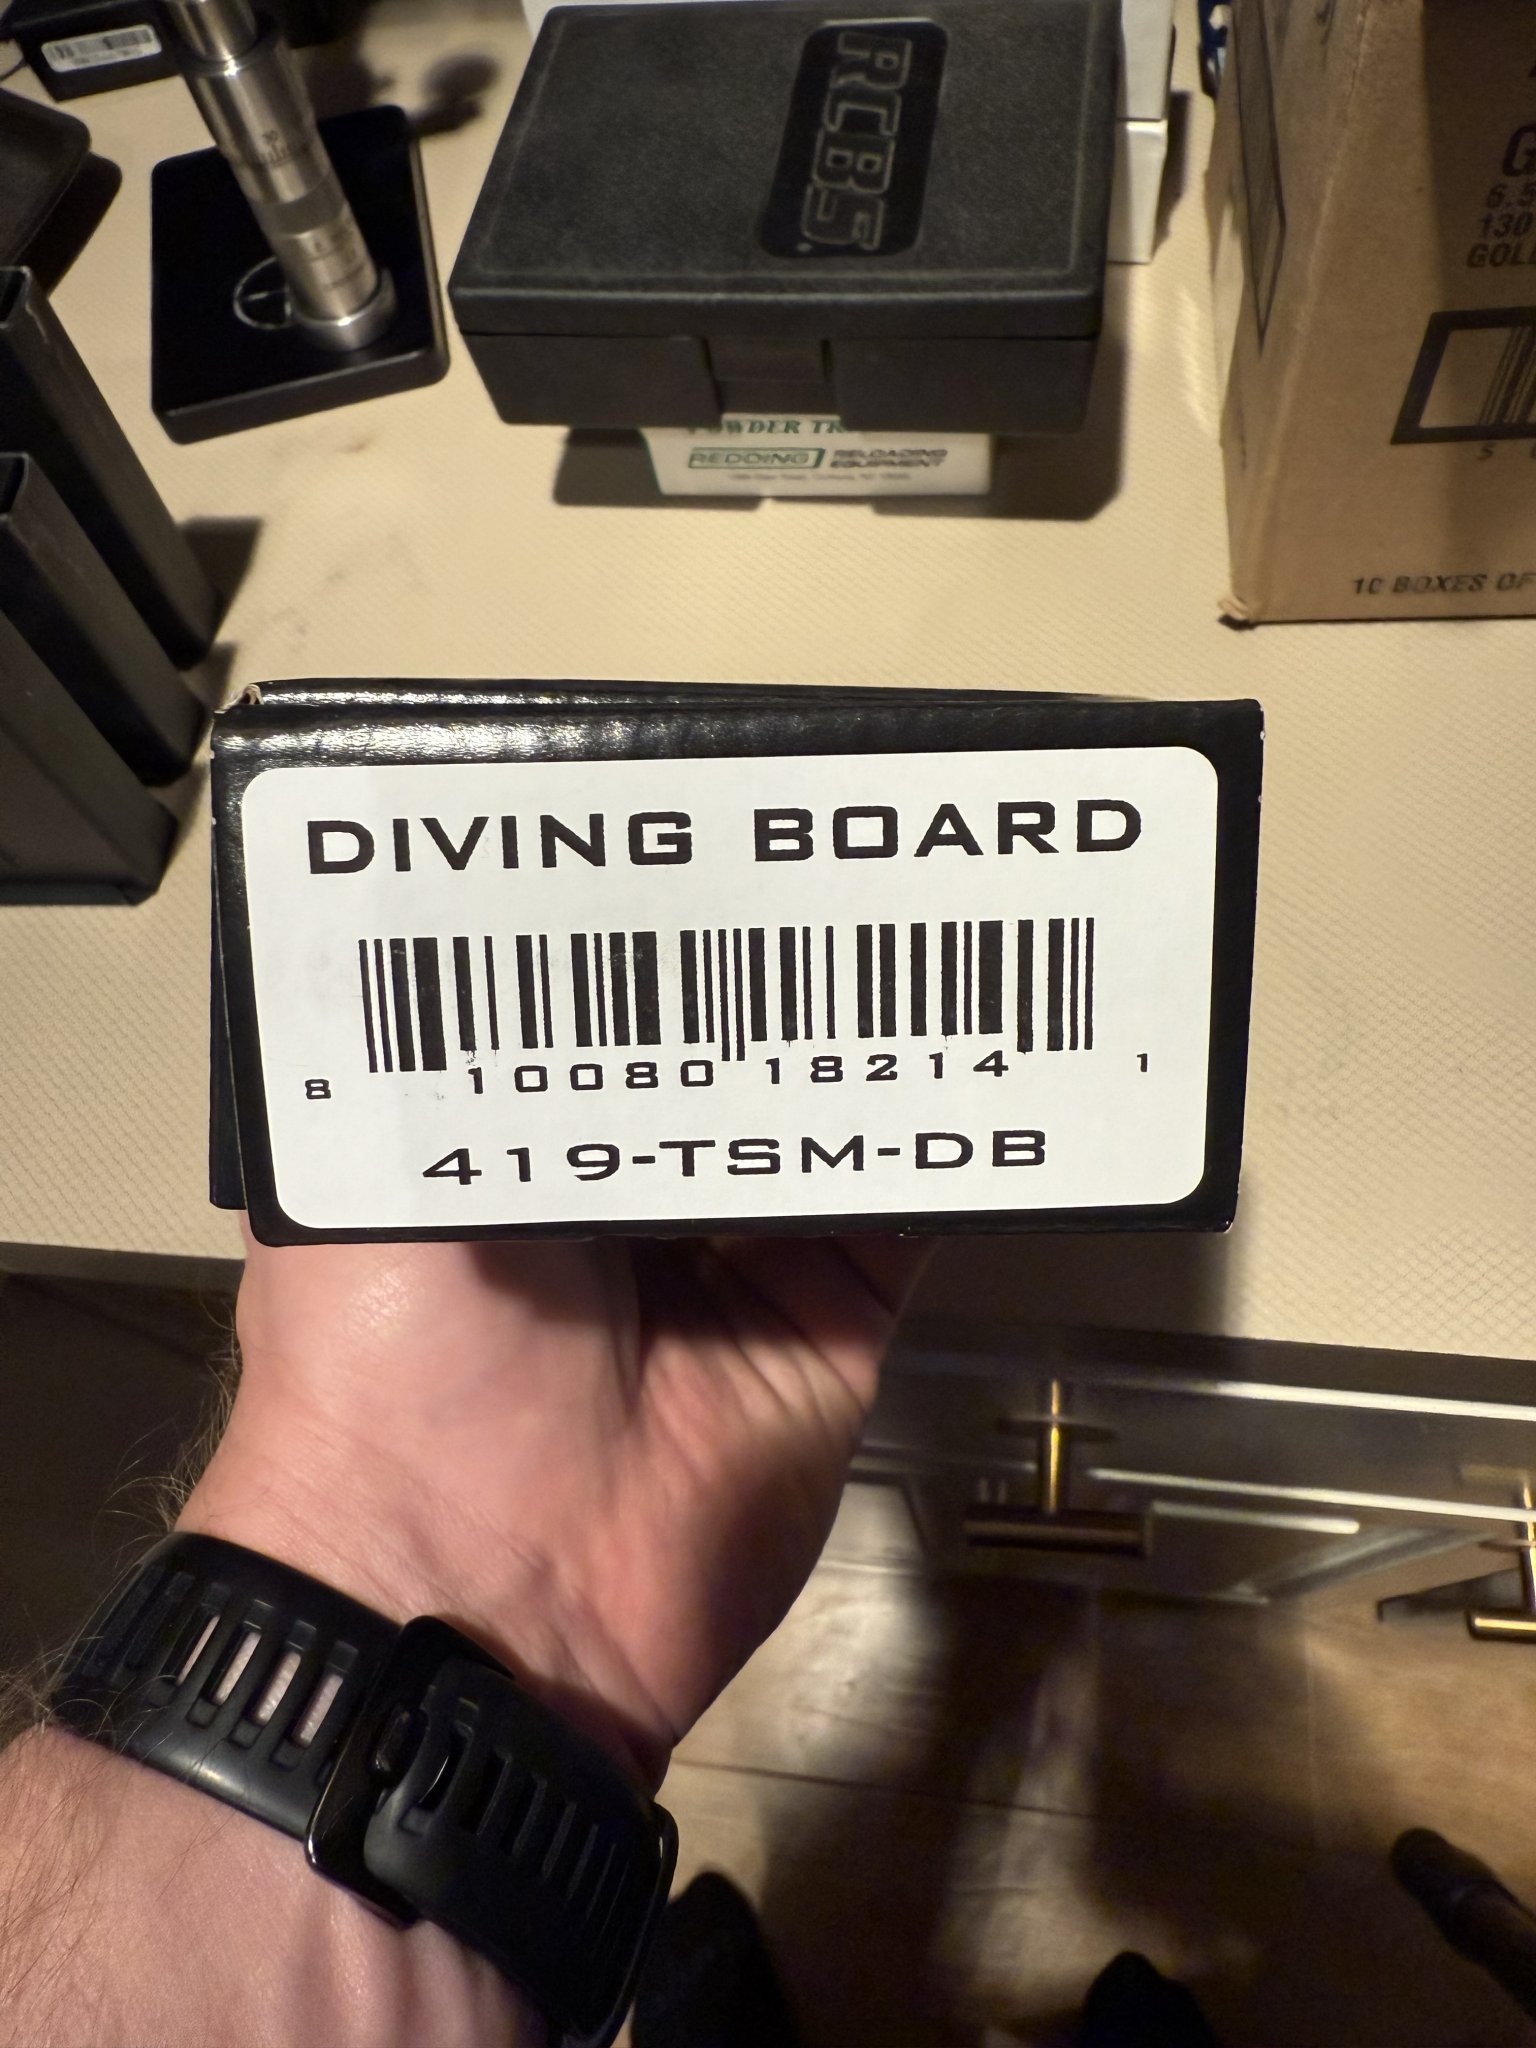 RCBS
REDDING RELOADING EQUIPMENT
10 BOXES OF
DIVING BOARD
8 10080 18214 1
419-TSM-DB